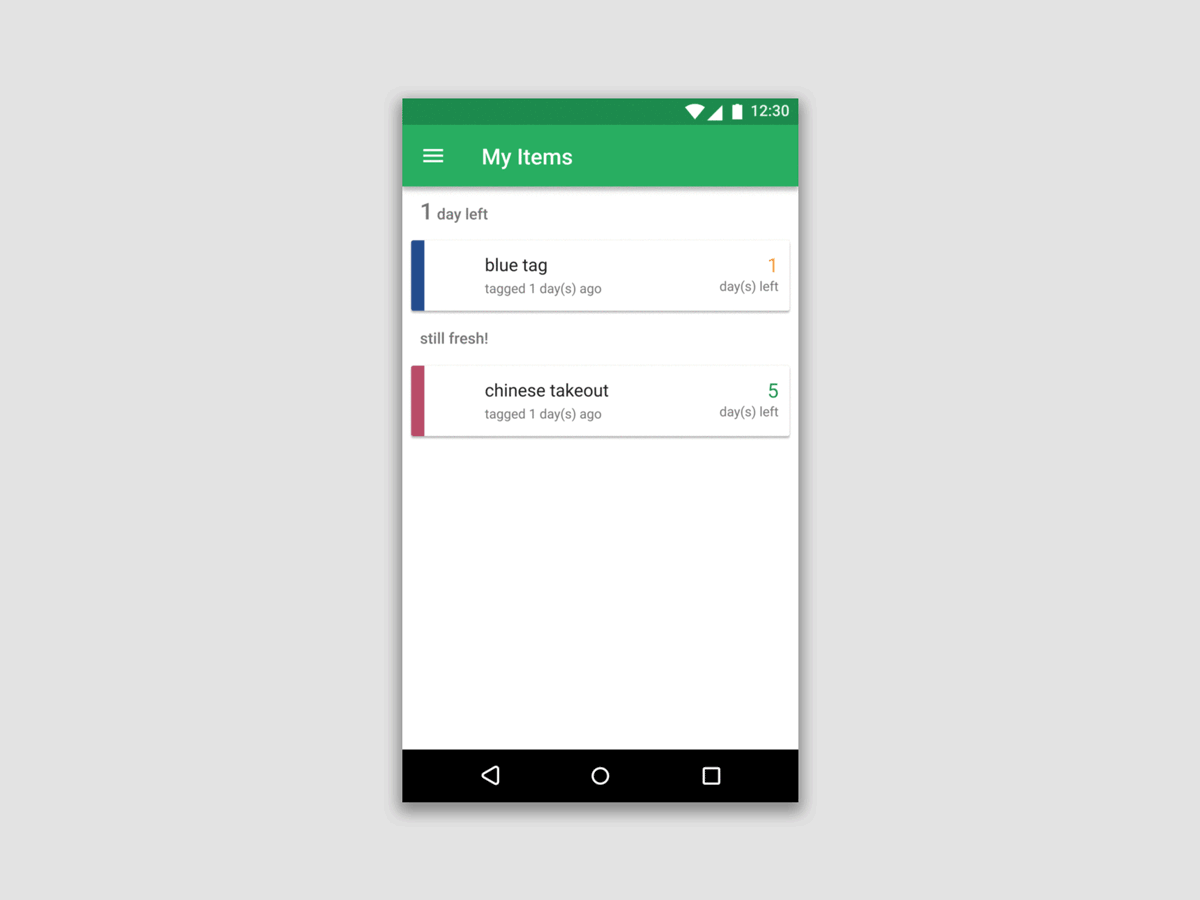 12:30
My Items
1 day left
blue tag
1
tagged 1 day(s) ago
day(s) left
still fresh!
chinese takeout
5
tagged 1 day(s) ago
day(s) left